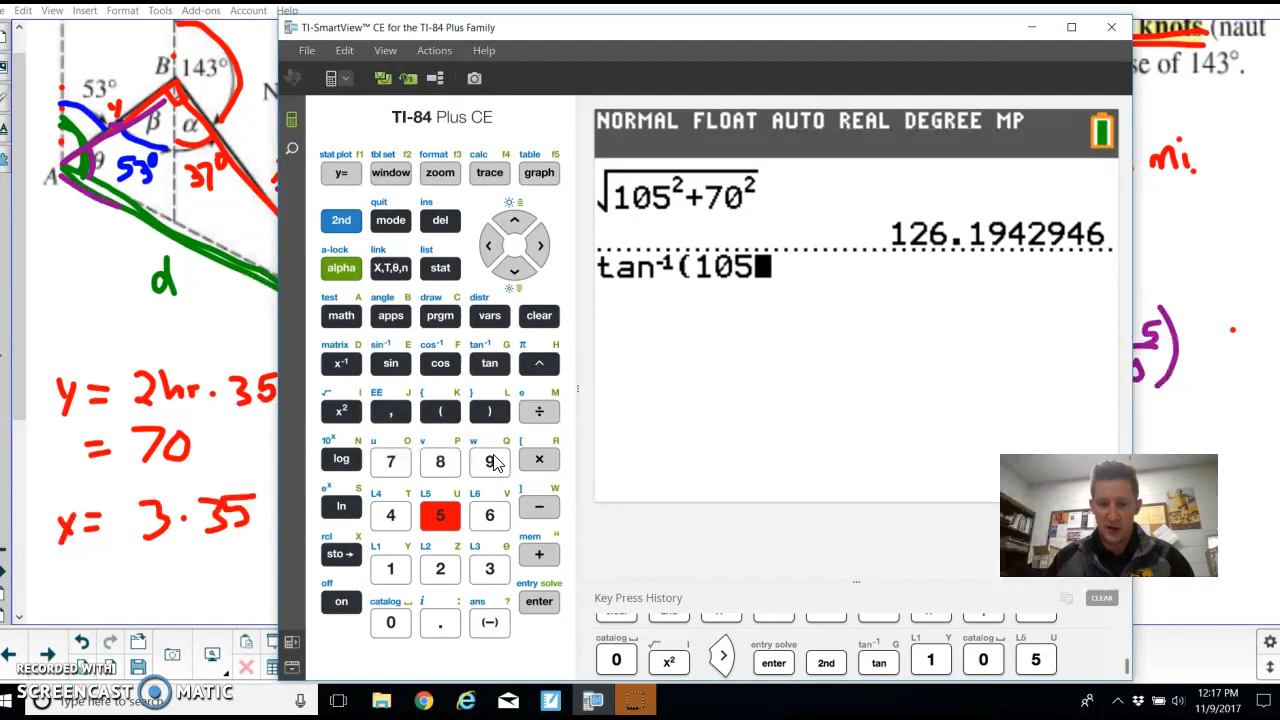 Edit View Insert Format Tools Add-ons Account Help
TI-SmartView™ CE for the TI-84 Plus Family
File Edit View Actions Help
knots (naut
se of 143°.
TI-84 Plus CE
NORMAL FLOAT AUTO REAL DEGREE MP
√105²+70²
126.1942946
tan⁻¹(105
stat plot f1 tbl set f2 format f3 calc f4 table f5
y= window zoom trace graph
quit ins
2nd mode del
a-lock link list
alpha X,T,θ,n stat
test A angle B draw C distr
math apps prgm vars clear
matrix D sin⁻¹ E cos⁻¹ F tan⁻¹ G π H
x⁻¹ sin cos tan ^
√ I EE J { K } L e M
x² , ( ) ÷
10ˣ N u O v P w Q [ R
log 7 8 9 ×
eˣ S L4 T L5 U L6 V ] W
ln 4 5 6 −
rcl X L1 Y L2 Z L3 θ mem "
sto→ 1 2 3 +
off catalog i : ans ? entry solve
on 0 . (−) enter
Key Press History
CLEAR
catalog √ I entry solve tan⁻¹ G L1 Y catalog L5 U
0 x² enter 2nd tan 1 0 5
B 143°
53°
y
β α
A θ 53° 37°
d
mi.
y = 2hr · 35
= 70
x = 3 · 35
RECORDED WITH
SCREENCAST MATIC
Type here to search
12:17 PM
11/9/2017